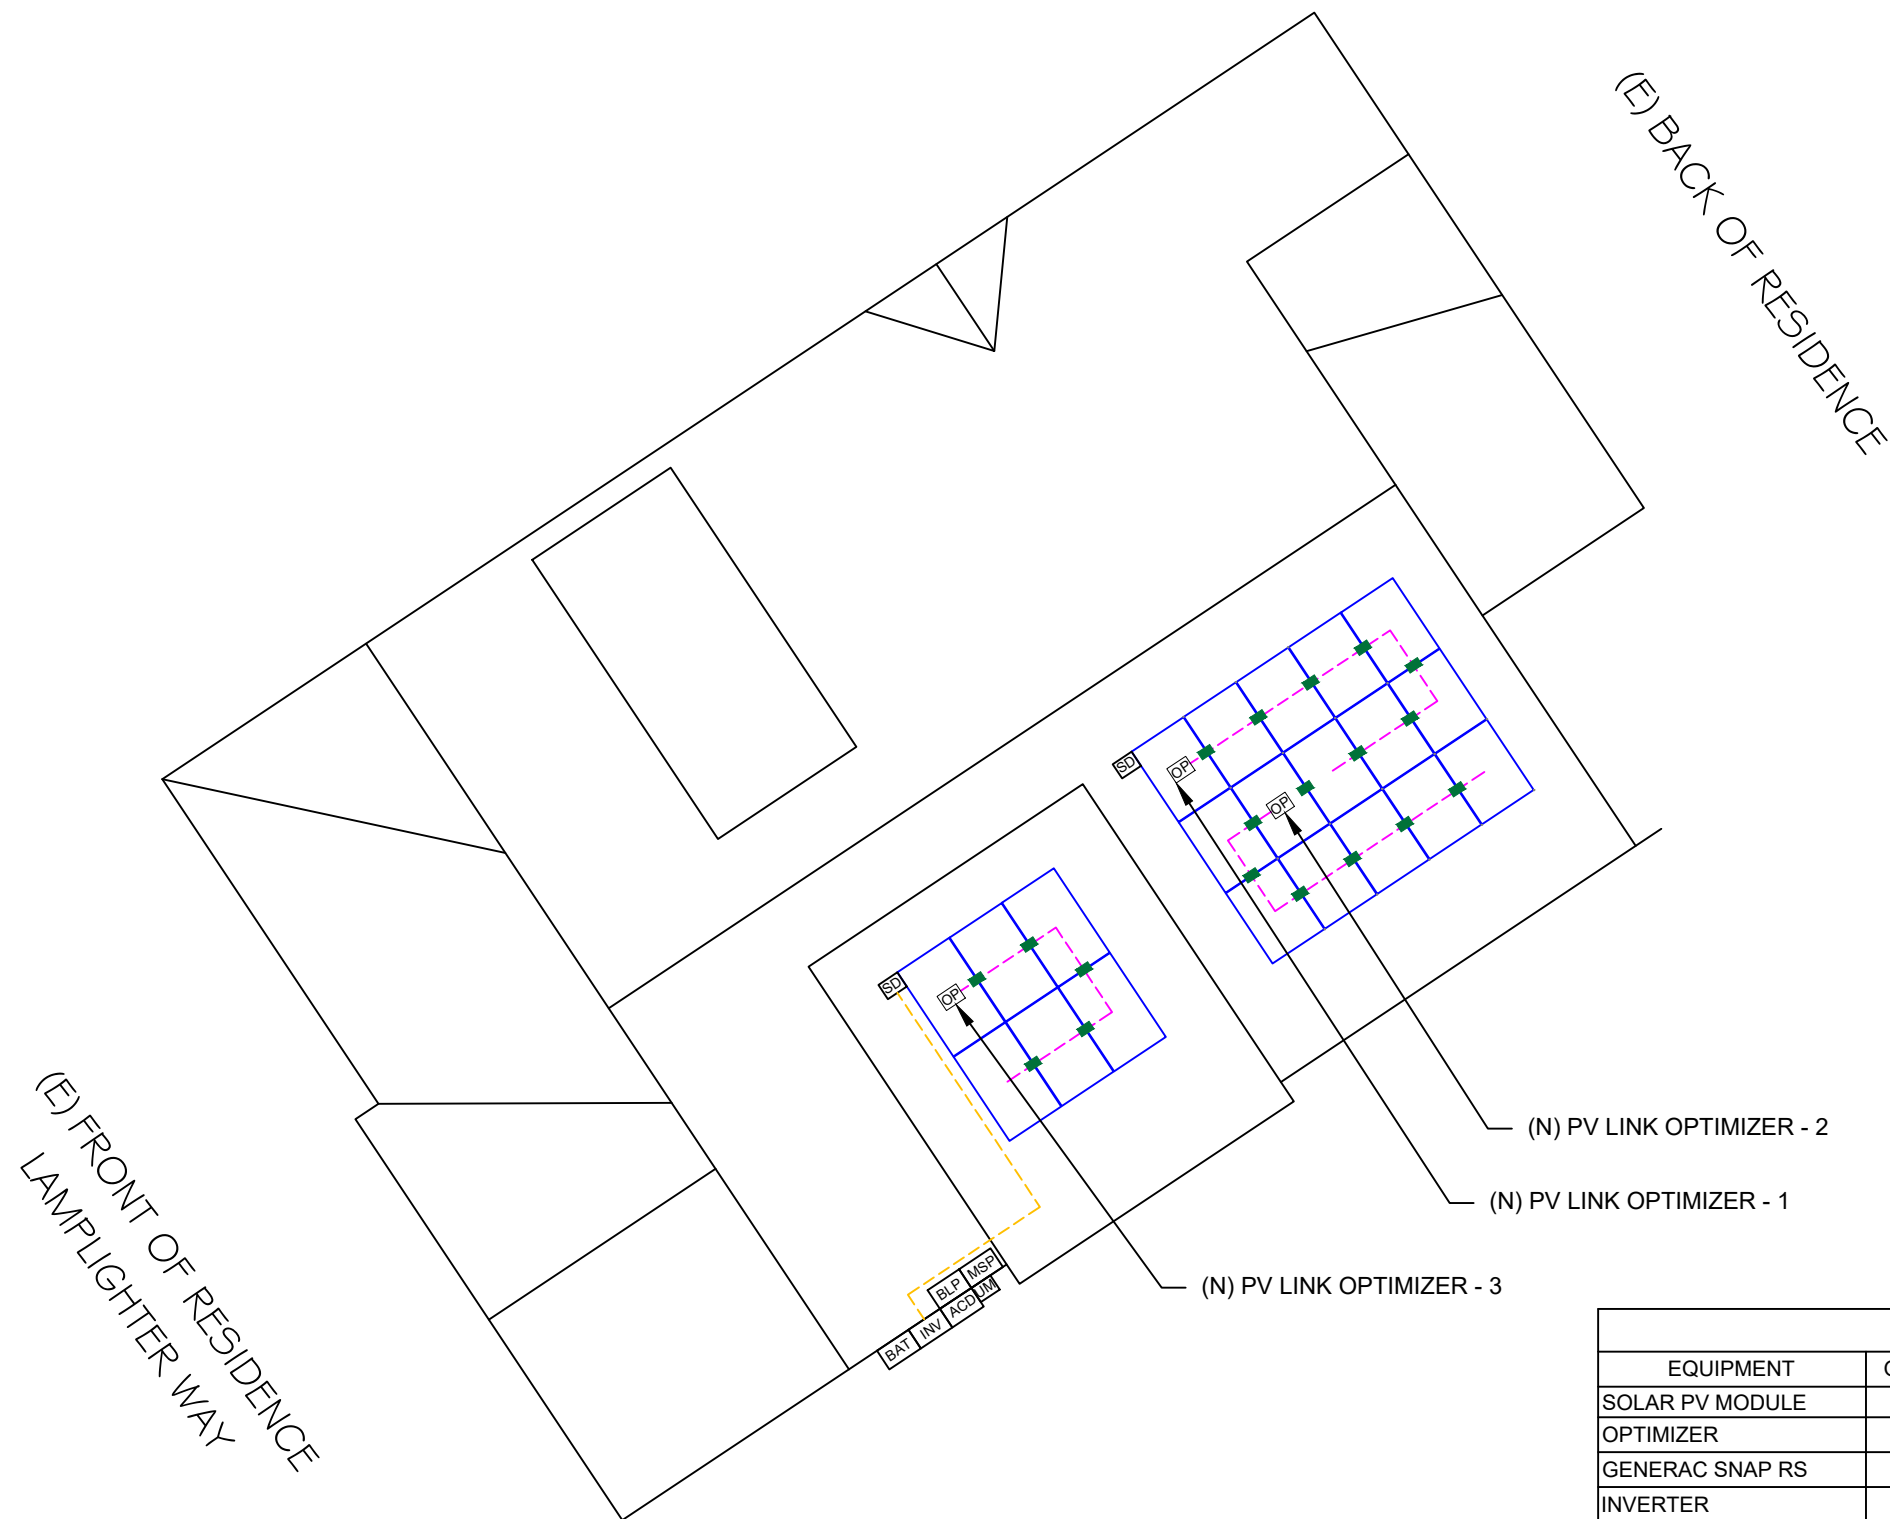 (E) BACK OF RESIDENCE
SD
OP
OP
SD
OP
(E) FRONT OF RESIDENCE
LAMPLIGHTER WAY
(N) PV LINK OPTIMIZER - 2
(N) PV LINK OPTIMIZER - 1
(N) PV LINK OPTIMIZER - 3
BLP
MSP
BAT
INV
ACD
UM
EQUIPMENT
SOLAR PV MODULE
OPTIMIZER
GENERAC SNAP RS
INVERTER